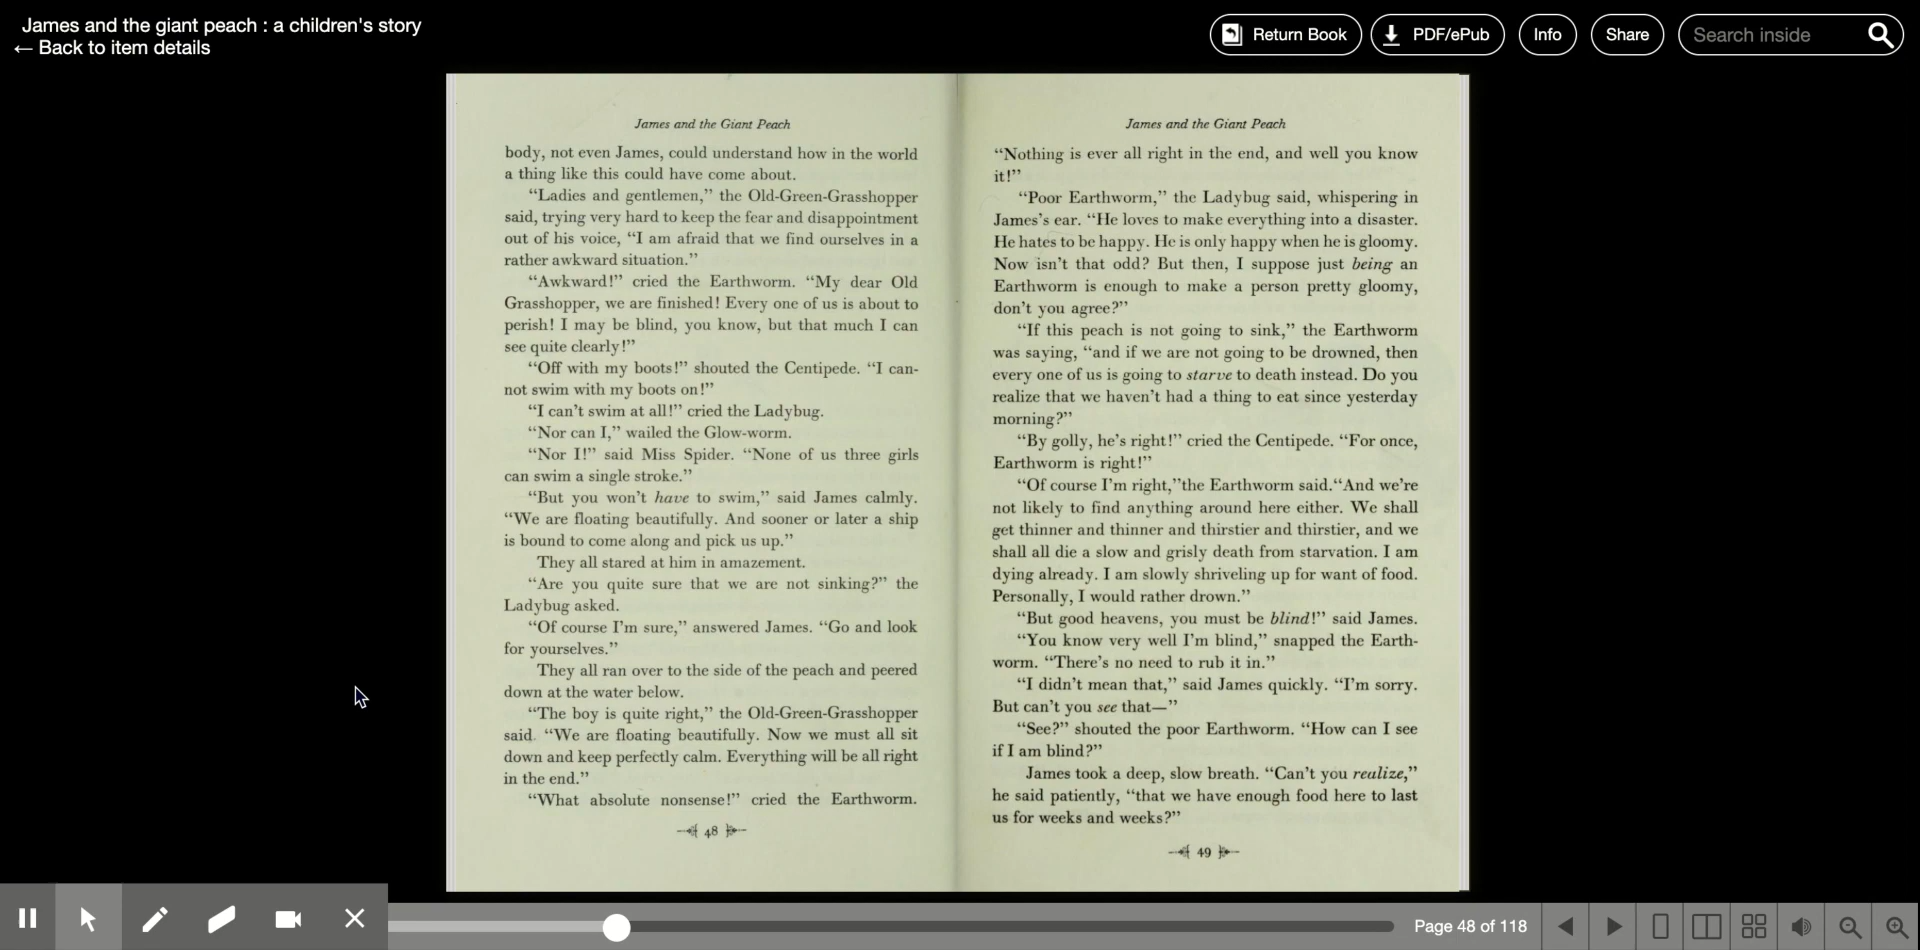 James and the giant peach : a children's story
← Back to item details
Return Book
PDF/ePub
Info
Share
Search inside
James and the Giant Peach
body, not even James, could understand how in the world
a thing like this could have come about.
“Ladies and gentlemen,” the Old-Green-Grasshopper
said, trying very hard to keep the fear and disappointment
out of his voice, “I am afraid that we find ourselves in a
rather awkward situation.”
“Awkward!” cried the Earthworm. “My dear Old
Grasshopper, we are finished! Every one of us is about to
perish! I may be blind, you know, but that much I can
see quite clearly!”
“Off with my boots!” shouted the Centipede. “I can-
not swim with my boots on!”
“I can’t swim at all!” cried the Ladybug.
“Nor can I,” wailed the Glow-worm.
“Nor I!” said Miss Spider. “None of us three girls
can swim a single stroke.”
“But you won’t have to swim,” said James calmly.
“We are floating beautifully. And sooner or later a ship
is bound to come along and pick us up.”
They all stared at him in amazement.
“Are you quite sure that we are not sinking?” the
Ladybug asked.
“Of course I’m sure,” answered James. “Go and look
for yourselves.”
They all ran over to the side of the peach and peered
down at the water below.
“The boy is quite right,” the Old-Green-Grasshopper
said. “We are floating beautifully. Now we must all sit
down and keep perfectly calm. Everything will be all right
in the end.”
“What absolute nonsense!” cried the Earthworm.
48
James and the Giant Peach
“Nothing is ever all right in the end, and well you know
it!”
“Poor Earthworm,” the Ladybug said, whispering in
James’s ear. “He loves to make everything into a disaster.
He hates to be happy. He is only happy when he is gloomy.
Now isn’t that odd? But then, I suppose just being an
Earthworm is enough to make a person pretty gloomy,
don’t you agree?”
“If this peach is not going to sink,” the Earthworm
was saying, “and if we are not going to be drowned, then
every one of us is going to starve to death instead. Do you
realize that we haven’t had a thing to eat since yesterday
morning?”
“By golly, he’s right!” cried the Centipede. “For once,
Earthworm is right!”
“Of course I’m right,”the Earthworm said.“And we’re
not likely to find anything around here either. We shall
get thinner and thinner and thirstier and thirstier, and we
shall all die a slow and grisly death from starvation. I am
dying already. I am slowly shriveling up for want of food.
Personally, I would rather drown.”
“But good heavens, you must be blind!” said James.
“You know very well I’m blind,” snapped the Earth-
worm. “There’s no need to rub it in.”
“I didn’t mean that,” said James quickly. “I’m sorry.
But can’t you see that—”
“See?” shouted the poor Earthworm. “How can I see
if I am blind?”
James took a deep, slow breath. “Can’t you realize,”
he said patiently, “that we have enough food here to last
us for weeks and weeks?”
49
Page 48 of 118